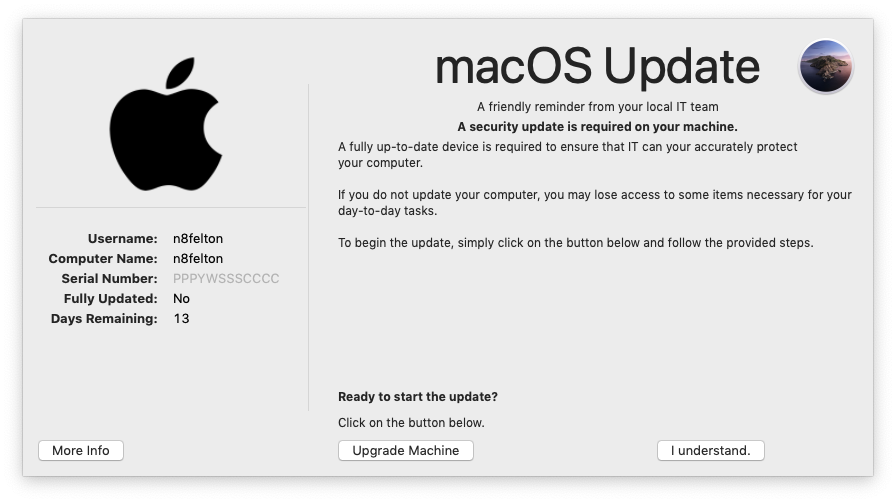 macOS Update
A friendly reminder from your local IT team
A security update is required on your machine.
A fully up-to-date device is required to ensure that IT can your accurately protect
your computer.
If you do not update your computer, you may lose access to some items necessary for your
day-to-day tasks.
To begin the update, simply click on the button below and follow the provided steps.
Username: n8felton
Computer Name: n8felton
Serial Number: PPPYWSSSCCCC
Fully Updated: No
Days Remaining: 13
Ready to start the update?
Click on the button below.
More Info
Upgrade Machine
I understand.